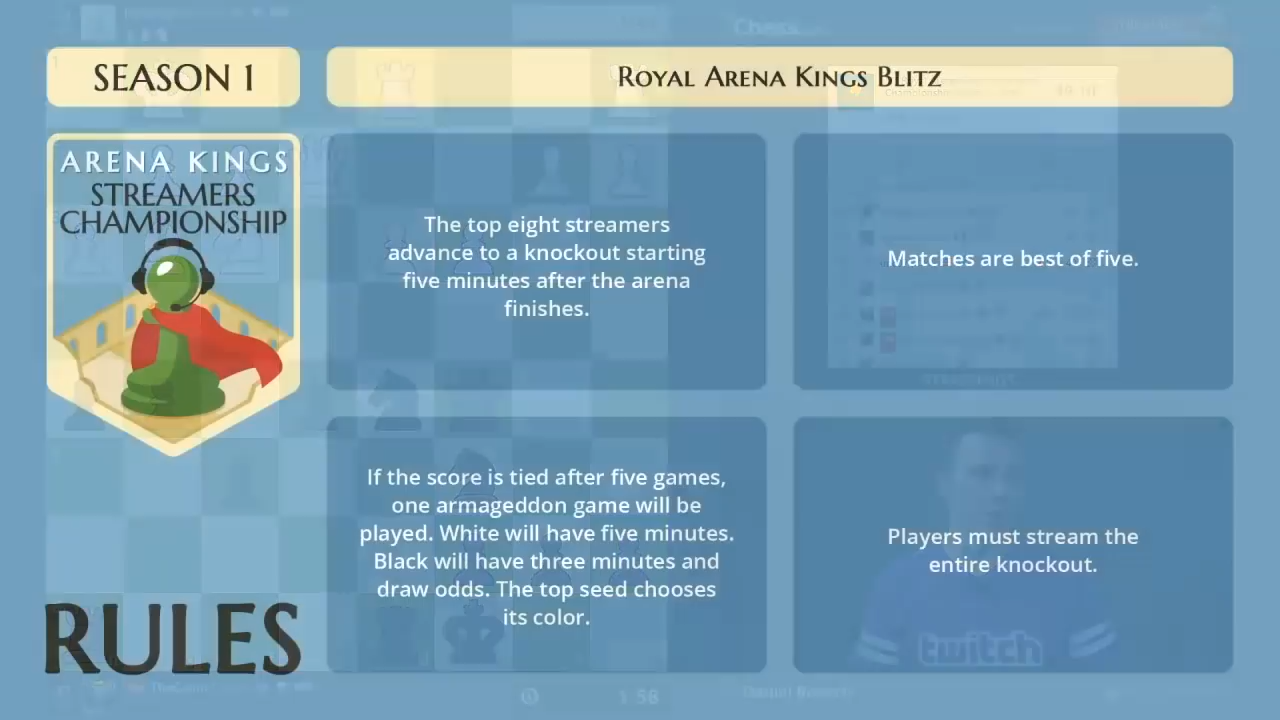 SEASON 1
ROYAL ARENA KINGS BLITZ
ARENA KINGS
STREAMERS
CHAMPIONSHIP
The top eight streamers
advance to a knockout starting
five minutes after the arena
finishes.
Matches are best of five.
If the score is tied after five games,
one armageddon game will be
played. White will have five minutes.
Black will have three minutes and
draw odds. The top seed chooses
its color.
Players must stream the
entire knockout.
RULES
twitch
1:58